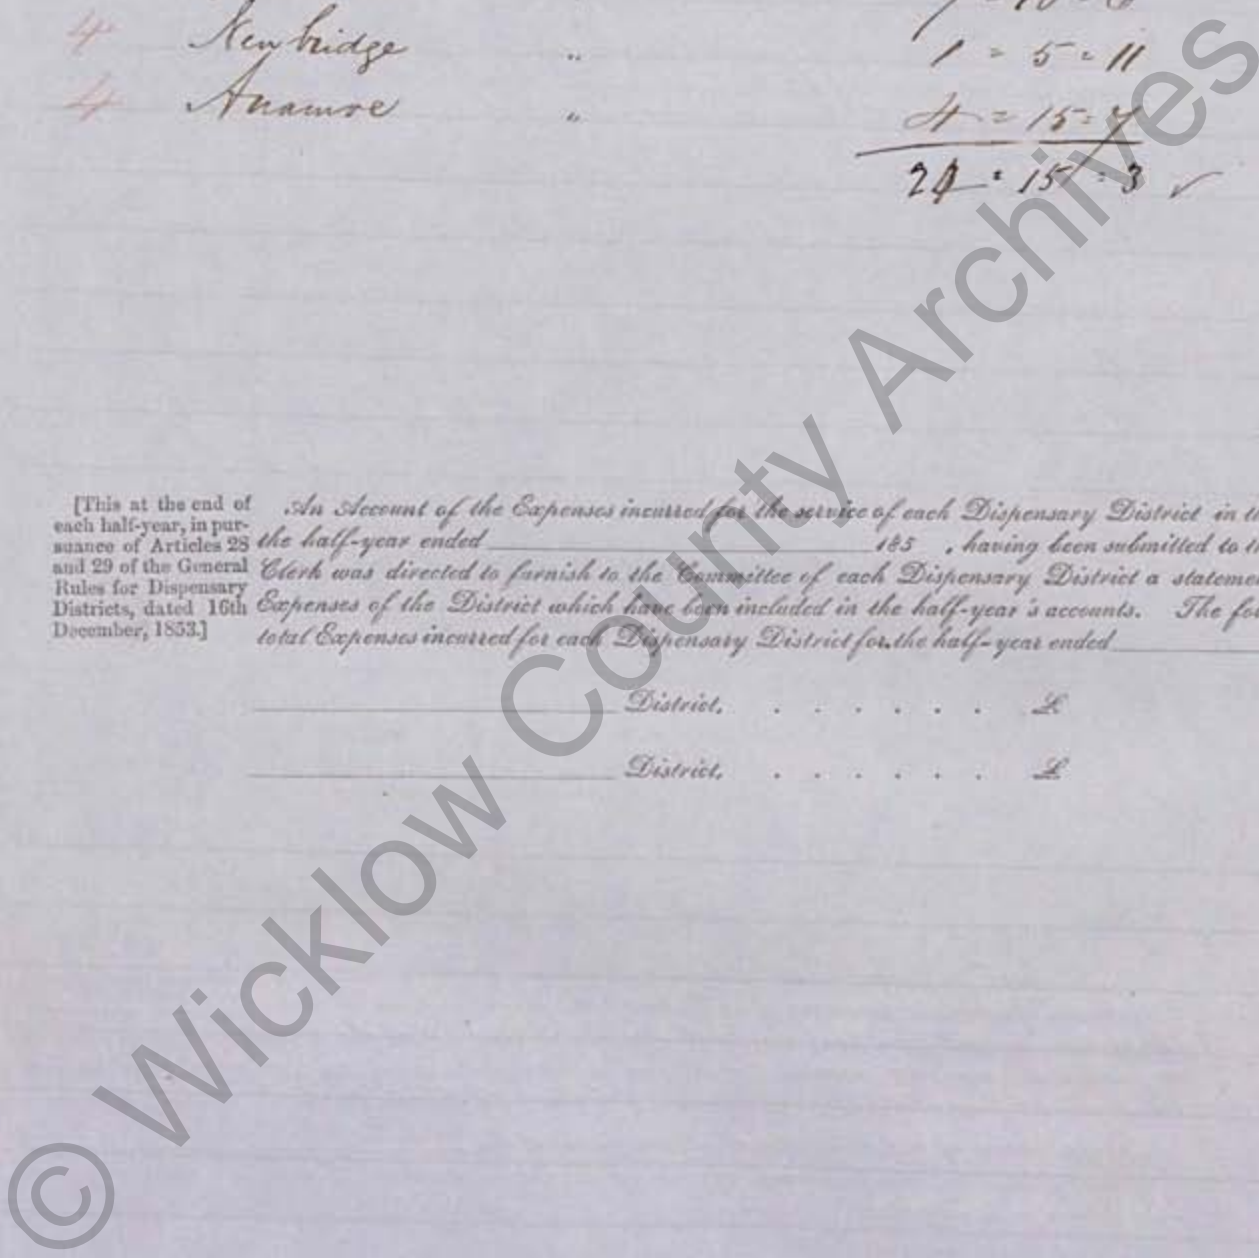 4 Newbridge " 1 = 5 = 11
4 Anamoe " 4 = 15 = 7
24 = 15 = 3 ✓
[This at the end of each half-year, in pur-
suance of Articles 28
and 29 of the General
Rules for Dispensary
Districts, dated 16th
December, 1853.]
An Account of the Expenses incurred for the service of each Dispensary District in
the half-year ended 185 , having been submitted to
Clerk was directed to furnish to the Committee of each Dispensary District a
Expenses of the District which have been included in the half-year's accounts. The
total Expenses incurred for each Dispensary District for the half-year ended
District. . . . . . . £
District. . . . . . . £
© Wicklow County Archives